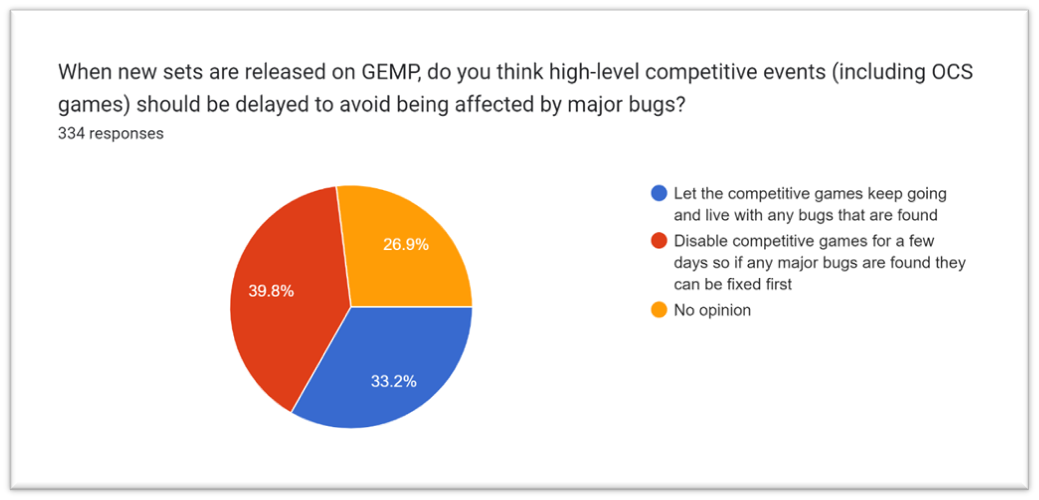 When new sets are released on GEMP, do you think high-level competitive events (including OCS
games) should be delayed to avoid being affected by major bugs?
334 responses
26.9%
39.8%
33.2%
Let the competitive games keep going
and live with any bugs that are found
Disable competitive games for a few
days so if any major bugs are found they
can be fixed first
No opinion